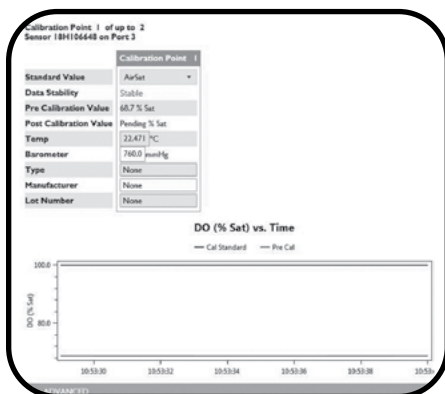 Calibration Point 1 of up to 2
Sensor 18H106648 on Port 3
Calibration Point 1
Standard Value AirSat
Data Stability Stable
Pre Calibration Value 68.7 % Sat
Post Calibration Value Pending % Sat
Temp 22.471 °C
Barometer 760.0 mmHg
Type None
Manufacturer None
Lot Number None
DO (% Sat) vs. Time
Cal Standard Pre Cal
100.0
DO (% Sat)
80.0
10:53:30 10:53:32 10:53:34 10:53:36 10:53:38
ADVANCED